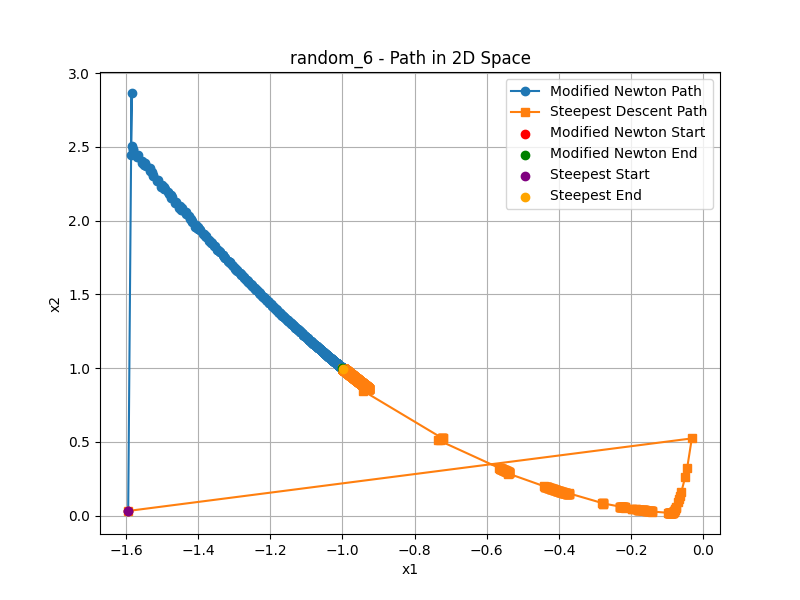 random_6 - Path in 2D Space
Modified Newton Path
Steepest Descent Path
Modified Newton Start
Modified Newton End
Steepest Start
Steepest End
3.0
2.5
2.0
1.5
1.0
0.5
0.0
x2
−1.6 −1.4 −1.2 −1.0 −0.8 −0.6 −0.4 −0.2 0.0
x1